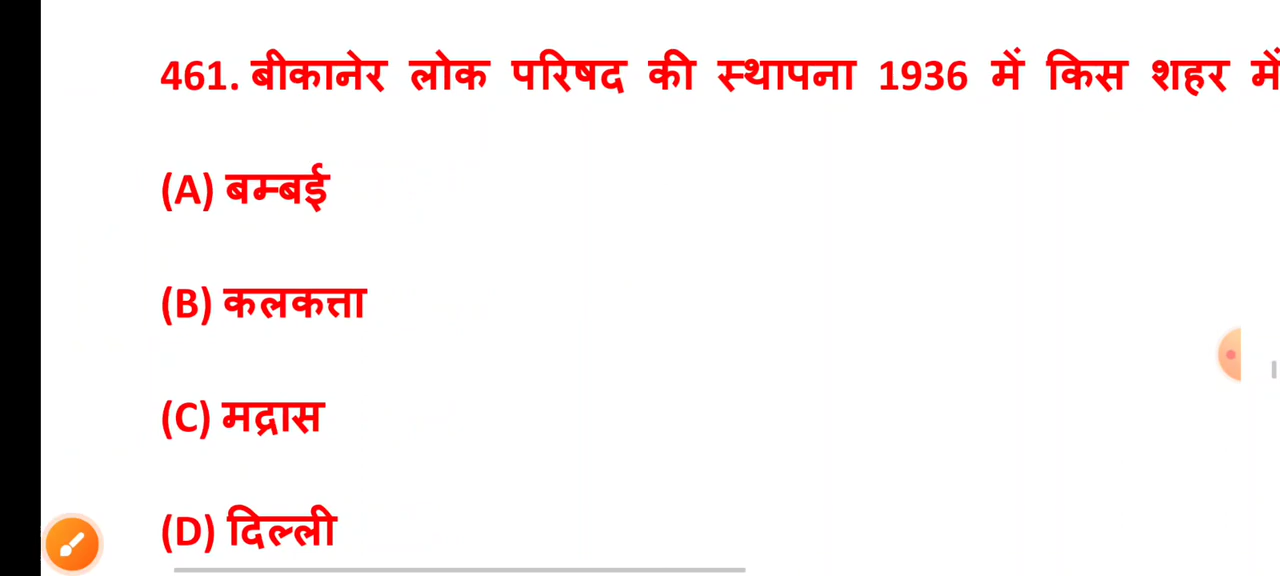 461. बीकानेर लोक परिषद की स्थापना 1936 में किस शहर में
(A) बम्बई
(B) कलकत्ता
(C) मद्रास
(D) दिल्ली